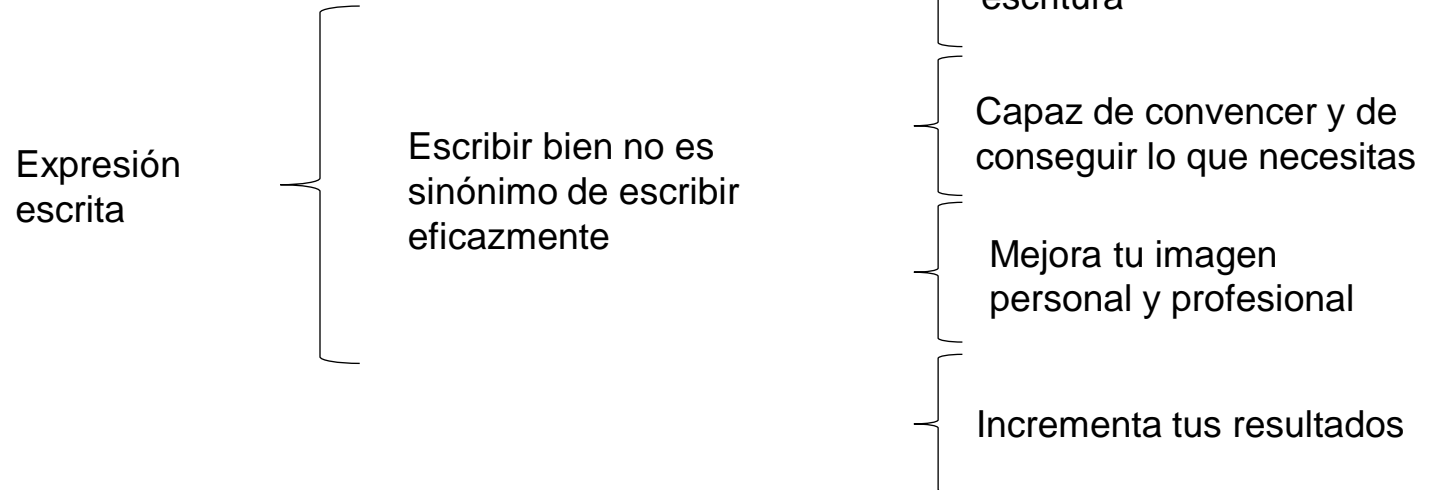 escritura
Capaz de convencer y de
conseguir lo que necesitas
Expresión
escrita
Escribir bien no es
sinónimo de escribir
eficazmente
Mejora tu imagen
personal y profesional
Incrementa tus resultados